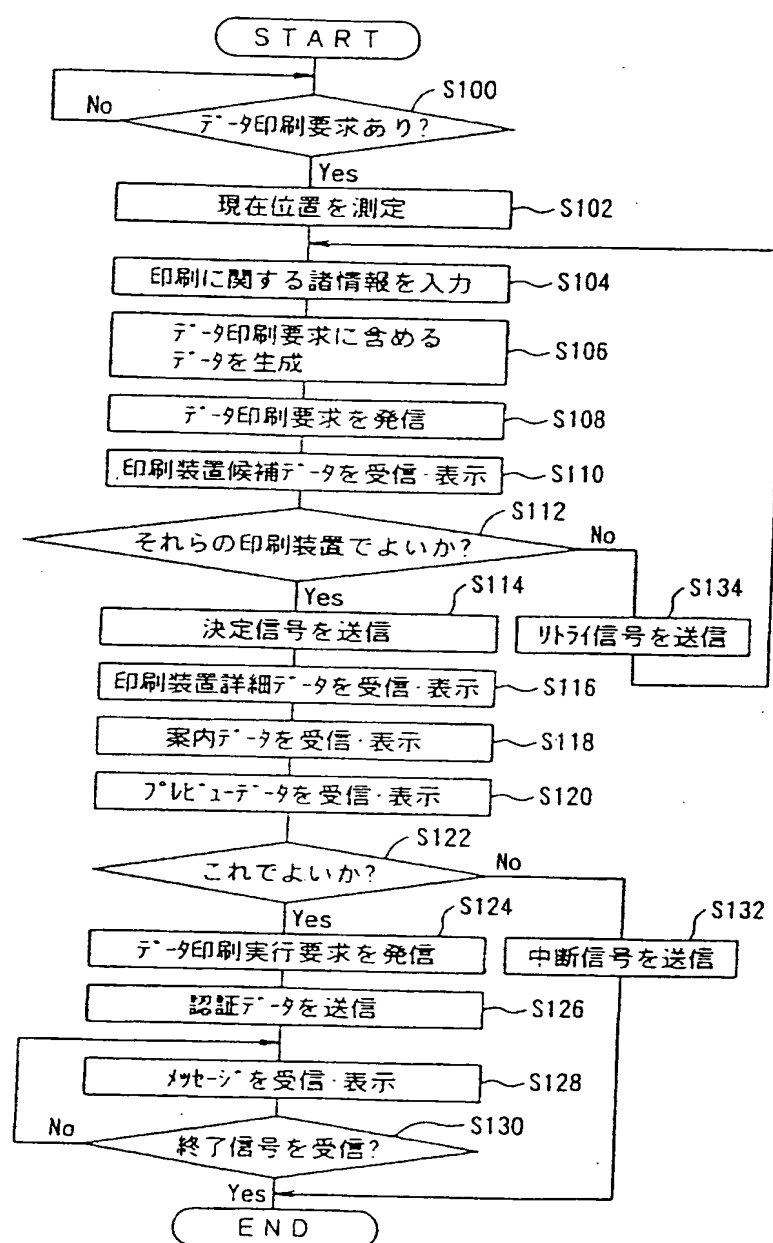 START
S100
No
データ印刷要求あり?
Yes
現在位置を測定
S102
印刷に関する諸情報を入力
S104
データ印刷要求に含める
データを生成
S106
データ印刷要求を発信
S108
印刷装置候補データを受信·表示
S110
S112
それらの印刷装置でよいか?
No
Yes
S114
S134
決定信号を送信
リトライ信号を送信
印刷装置詳細データを受信·表示
S116
案内データを受信·表示
S118
プレビューデータを受信·表示
S120
S122
これでよいか?
No
Yes
S124
S132
データ印刷実行要求を発信
中断信号を送信
認証データを送信
S126
メッセージを受信·表示
S128
S130
No
終了信号を受信?
Yes
END